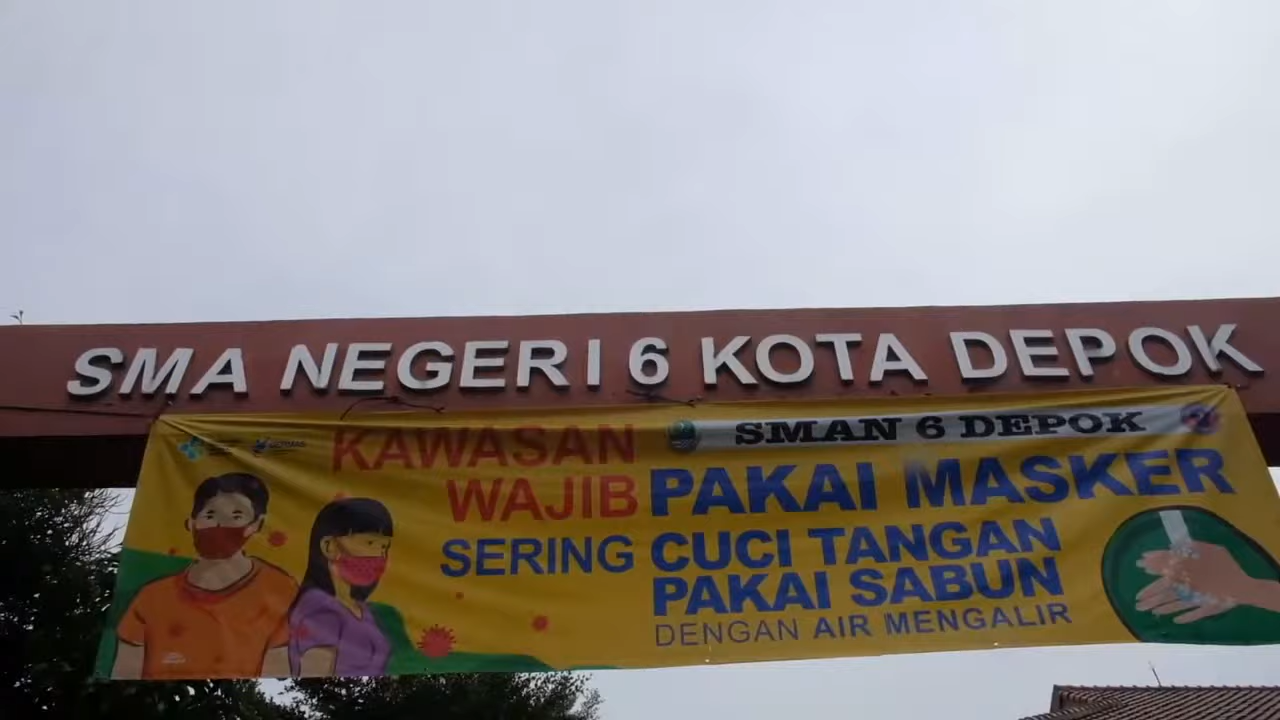 SMA NEGERI 6 KOTA DEPOK
SMAN 6 DEPOK
KAWASAN
WAJIB PAKAI MASKER
SERING CUCI TANGAN
PAKAI SABUN
DENGAN AIR MENGALIR